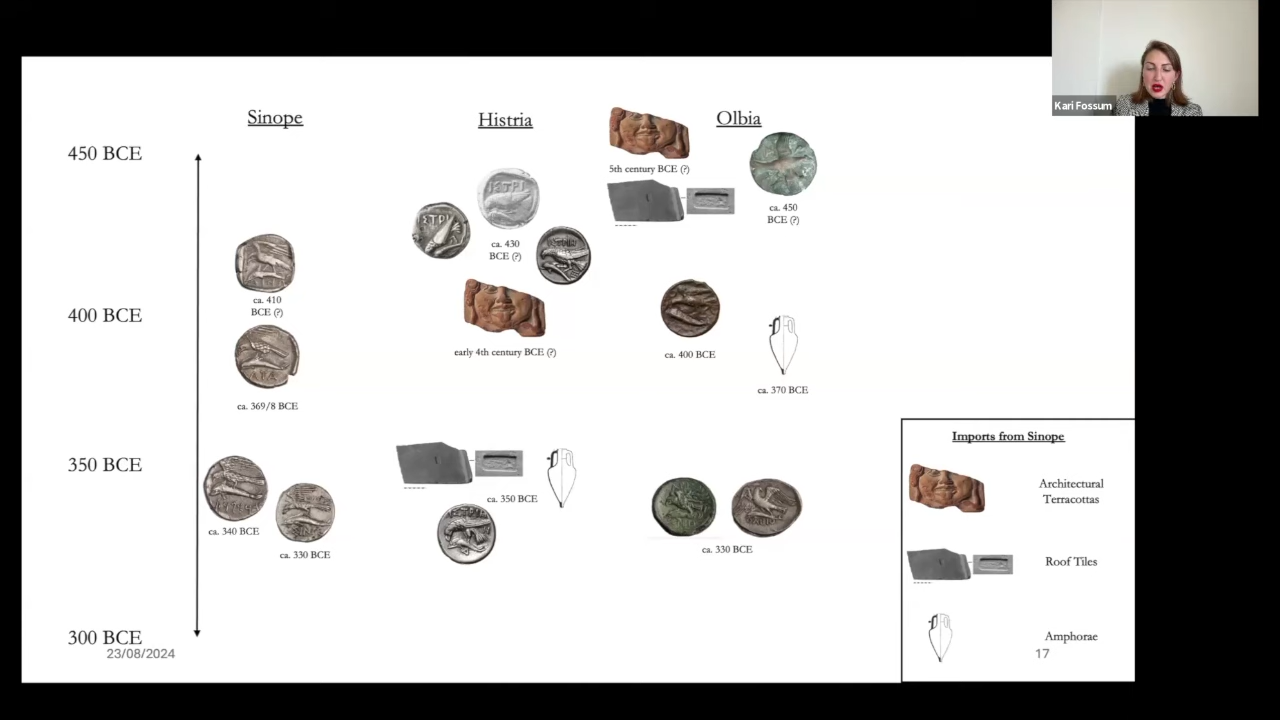 Kari Fossum
Sinope
Histria
Olbia
450 BCE
400 BCE
350 BCE
300 BCE
ca. 410
BCE (?)
ca. 369/8 BCE
ca. 340 BCE
ca. 330 BCE
ΙΣΤΡΙ
ΙΣΤΡΙ
ca. 430
BCE (?)
early 4th century BCE (?)
ca. 350 BCE
5th century BCE (?)
ca. 450
BCE (?)
ca. 400 BCE
ca. 370 BCE
ca. 330 BCE
Imports from Sinope
Architectural
Terracottas
Roof Tiles
Amphorae
23/08/2024
17